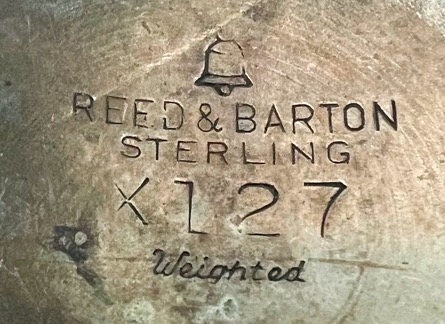 REED & BARTON
STERLING
X127
Weighted